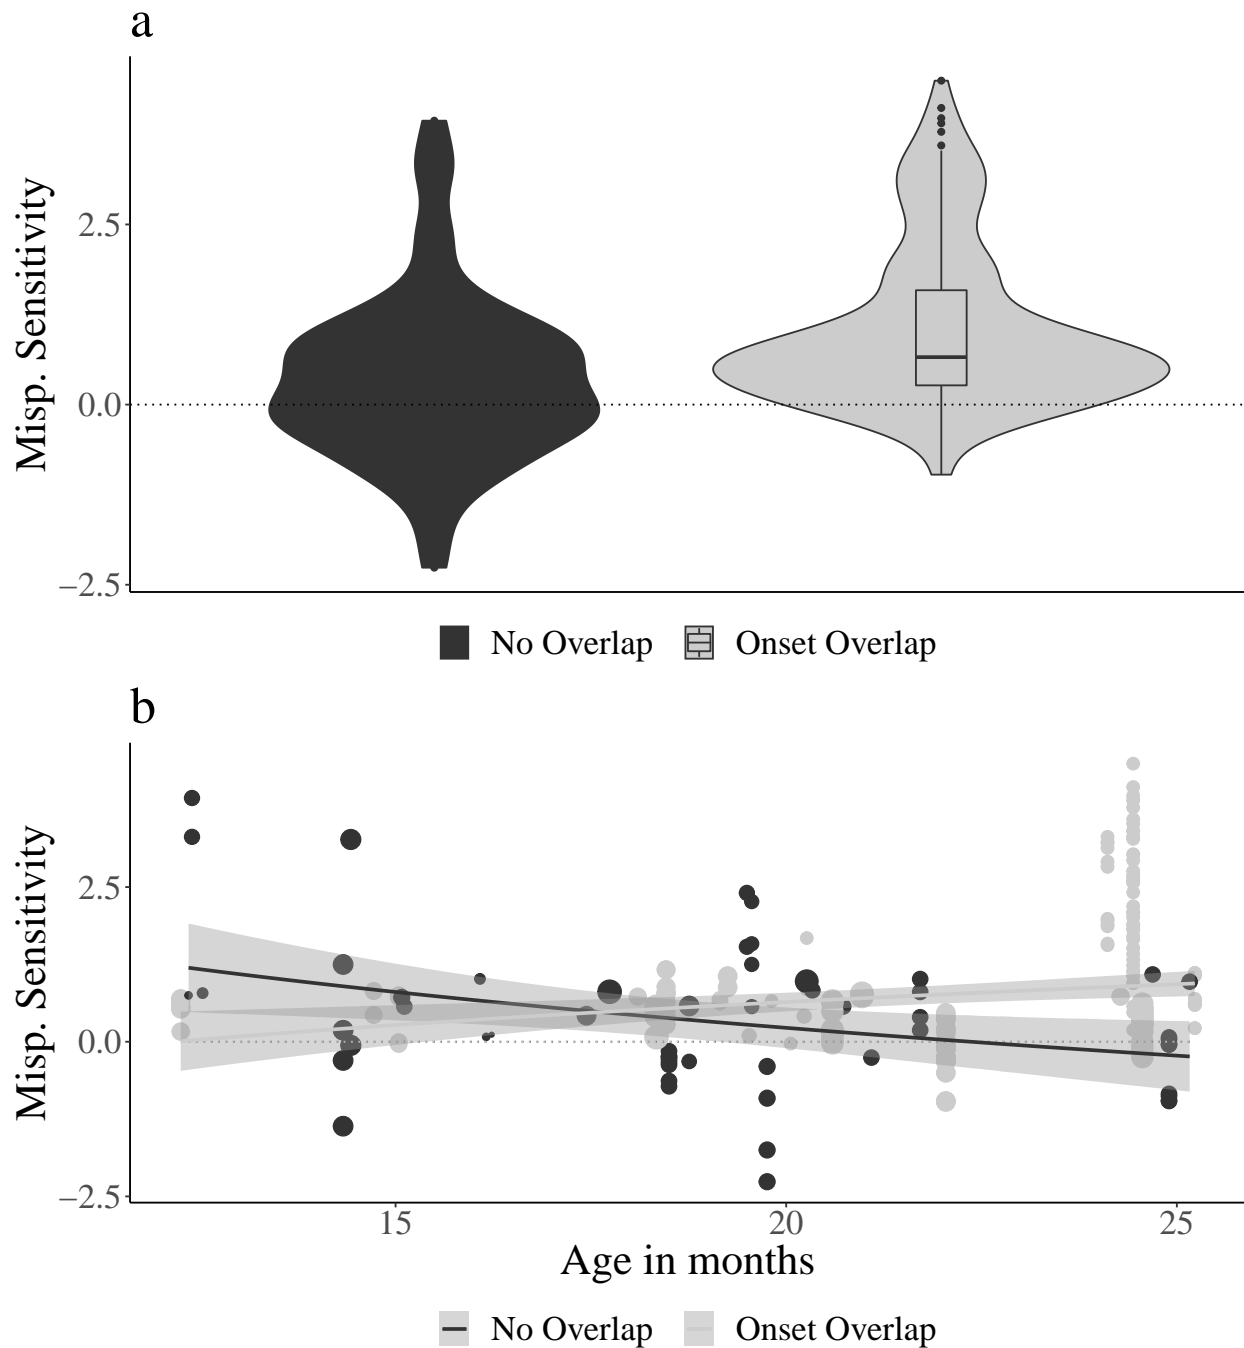 a
Misp. Sensitivity
2.5
0.0
−2.5
No Overlap
Onset Overlap
b
Misp. Sensitivity
2.5
0.0
−2.5
15
20
25
Age in months
No Overlap
Onset Overlap